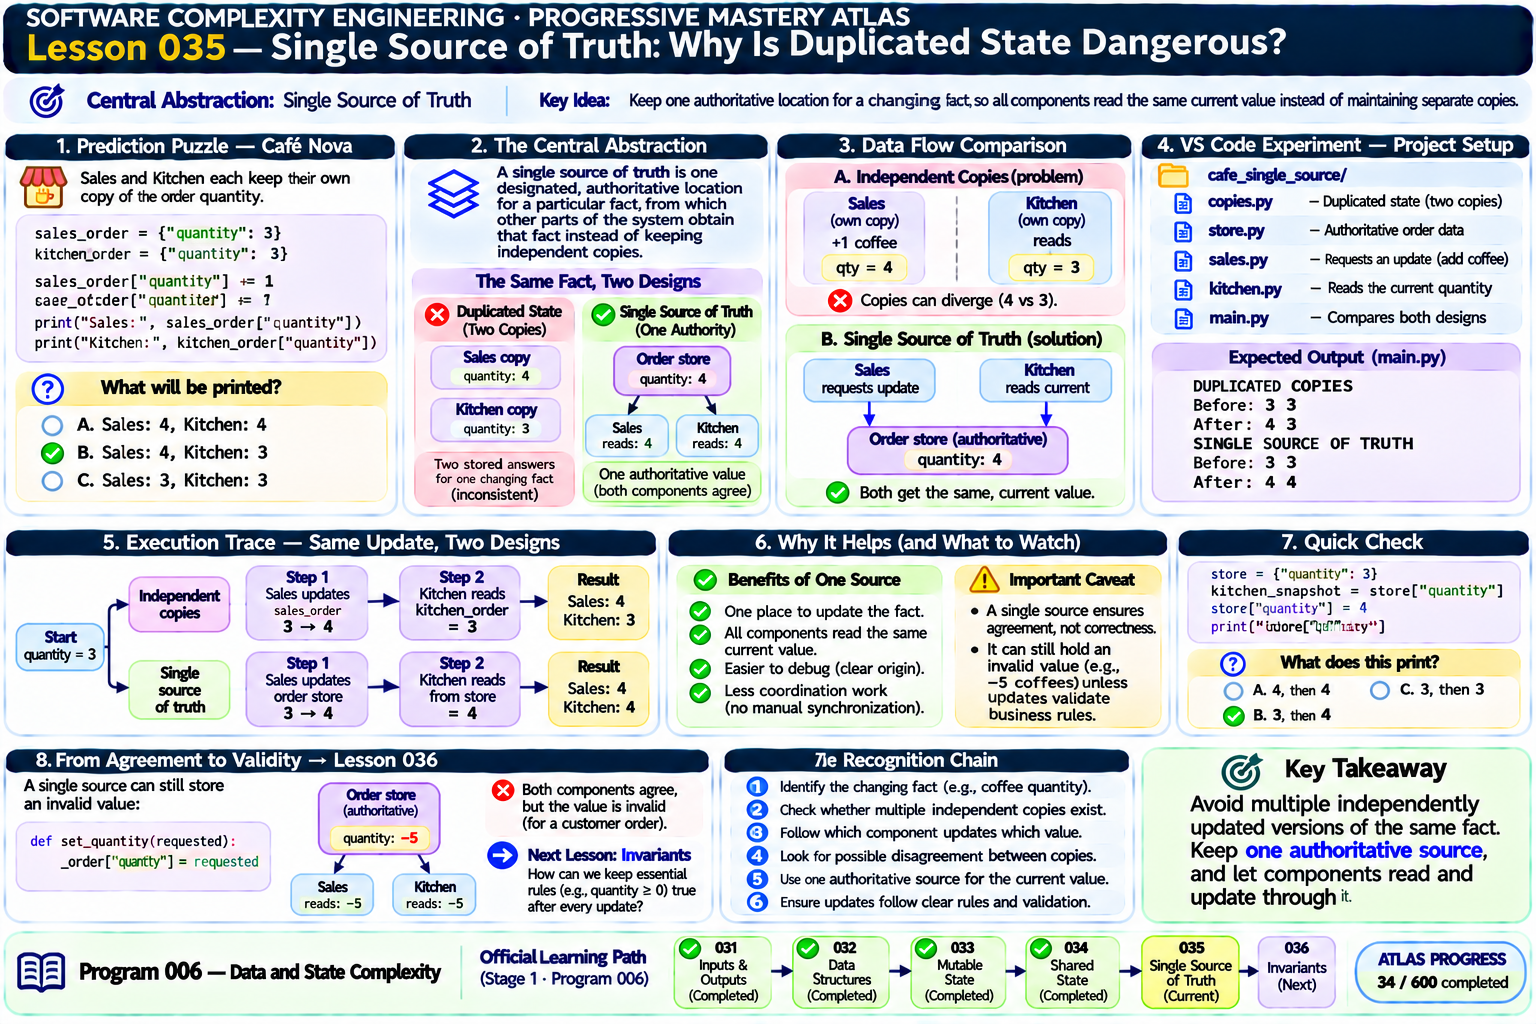 SOFTWARE COMPLEXITY ENGINEERING · PROGRESSIVE MASTERY ATLAS
Lesson 035 — Single Source of Truth: Why Is Duplicated State Dangerous?
Central Abstraction: Single Source of Truth
Key Idea: Keep one authoritative location for a changing fact, so all components read the same current value instead of maintaining separate copies.
1. Prediction Puzzle — Café Nova
Sales and Kitchen each keep their own
copy of the order quantity.
sales_order = {"quantity": 3}
kitchen_order = {"quantity": 3}
sales_order["quantity"] += 1
+=
print("Sales:", sales_order["quantity"])
print("Kitchen:", kitchen_order["quantity"])
What will be printed?
A. Sales: 4, Kitchen: 4
B. Sales: 4, Kitchen: 3
C. Sales: 3, Kitchen: 3
2. The Central Abstraction
A single source of truth is one
designated, authoritative location
for a particular fact, from which
other parts of the system obtain
that fact instead of keeping
independent copies.
The Same Fact, Two Designs
Duplicated State
(Two Copies)
Sales copy
quantity: 4
Kitchen copy
quantity: 3
Two stored answers
for one changing fact
(inconsistent)
Single Source of Truth
(One Authority)
Order store
quantity: 4
Sales
reads: 4
Kitchen
reads: 4
One authoritative value
(both components agree)
3. Data Flow Comparison
A. Independent Copies (problem)
Sales
(own copy)
+1 coffee
qty = 4
Kitchen
(own copy)
reads
qty = 3
Copies can diverge (4 vs 3).
B. Single Source of Truth (solution)
Sales
requests update
Kitchen
reads current
Order store (authoritative)
quantity: 4
Both get the same, current value.
4. VS Code Experiment — Project Setup
cafe_single_source/
copies.py — Duplicated state (two copies)
store.py — Authoritative order data
sales.py — Requests an update (add coffee)
kitchen.py — Reads the current quantity
main.py — Compares both designs
Expected Output (main.py)
DUPLICATED COPIES
Before: 3 3
After: 4 3
SINGLE SOURCE OF TRUTH
Before: 3 3
After: 4 4
5. Execution Trace — Same Update, Two Designs
Start
quantity = 3
Independent
copies
Step 1
Sales updates
sales_order
3 → 4
Step 2
Kitchen reads
kitchen_order
= 3
Result
Sales: 4
Kitchen: 3
Single
source
of truth
Step 1
Sales updates
order store
3 → 4
Step 2
Kitchen reads
from store
= 4
Result
Sales: 4
Kitchen: 4
6. Why It Helps (and What to Watch)
Benefits of One Source
One place to update the fact.
All components read the same
current value.
Easier to debug (clear origin).
Less coordination work
(no manual synchronization).
Important Caveat
• A single source ensures
agreement, not correctness.
• It can still hold an
invalid value (e.g.,
−5 coffees) unless
updates validate
business rules.
7. Quick Check
store = {"quantity": 3}
kitchen_snapshot = store["quantity"]
store["quantity"] = 4
print(
What does this print?
A. 4, then 4
C. 3, then 3
B. 3, then 4
8. From Agreement to Validity → Lesson 036
A single source can still store
an invalid value:
def set_quantity(requested):
_order["quantty"] = requested
Order store
(authoritative)
quantity: −5
Sales
reads: −5
Kitchen
reads: −5
Both components agree,
but the value is invalid
(for a customer order).
Next Lesson: Invariants
How can we keep essential
rules (e.g., quantity ≥ 0) true
after every update?
Recognition Chain
1 Identify the changing fact (e.g., coffee quantity).
2 Check whether multiple independent copies exist.
3 Follow which component updates which value.
4 Look for possible disagreement between copies.
5 Use one authoritative source for the current value.
6 Ensure updates follow clear rules and validation.
Key Takeaway
Avoid multiple independently
updated versions of the same fact.
Keep one authoritative source,
and let components read and
update through it.
Program 006 — Data and State Complexity
Official Learning Path
(Stage 1 · Program 006)
031
Inputs &
Outputs
(Completed)
032
Data
Structures
(Completed)
033
Mutable
State
(Completed)
034
Shared
State
(Completed)
035
Single Source
of Truth
(Current)
036
Invariants
(Next)
ATLAS PROGRESS
34 / 600 completed